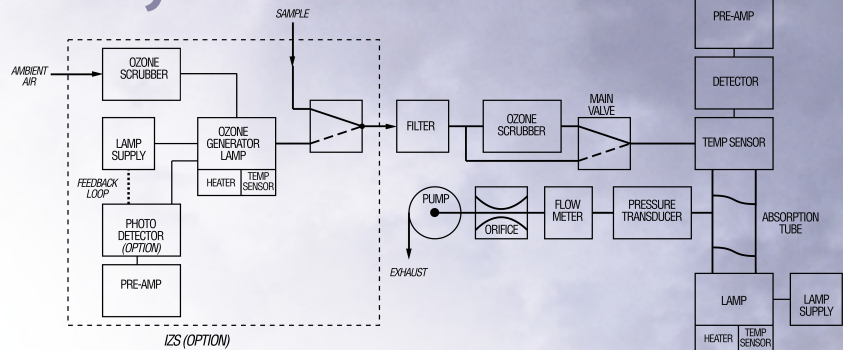 SAMPLE
AMBIENT
AIR
OZONE
SCRUBBER
LAMP
SUPPLY
OZONE
GENERATOR
LAMP
HEATER
TEMP
SENSOR
FEEDBACK
LOOP
PHOTO
DETECTOR
(OPTION)
PRE-AMP
IZS (OPTION)
FILTER
OZONE
SCRUBBER
MAIN
VALVE
PRE-AMP
DETECTOR
TEMP SENSOR
PUMP
ORIFICE
FLOW
METER
PRESSURE
TRANSDUCER
ABSORPTION
TUBE
EXHAUST
LAMP
HEATER
TEMP
SENSOR
LAMP
SUPPLY